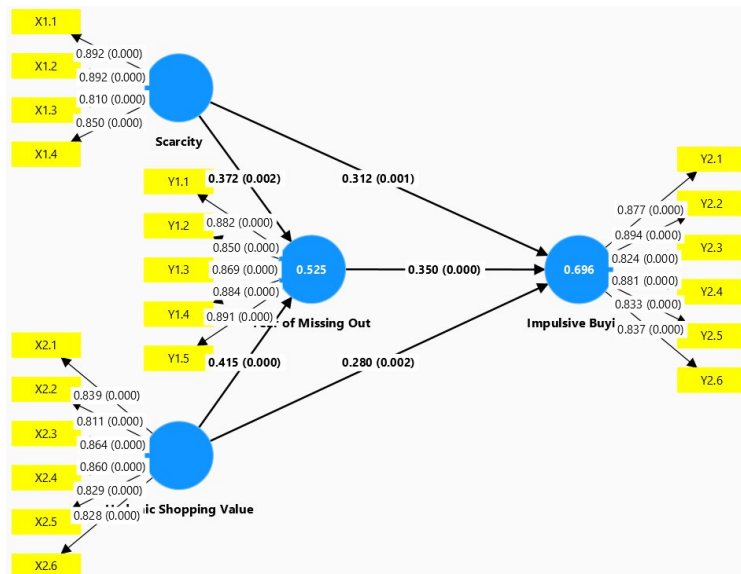 X1.1
0.892 (0.000)
X1.2
0.892 (0.000)
X1.3
0.810 (0.000)
0.850 (0.000)
X1.4
Scarcity
0.372 (0.002)
0.312 (0.001)
Y1.1
0.882 (0.000)
Y1.2
0.850 (0.000)
Y1.3
0.869 (0.000)
0.884 (0.000)
Y1.4
0.891 (0.000)
Y1.5
0.525
of Missing Out
0.350 (0.000)
0.696
Impulsive Buyi
Y2.1
0.877 (0.000)
Y2.2
0.894 (0.000)
Y2.3
0.824 (0.000)
0.881 (0.000)
Y2.4
0.833 (0.000)
0.837 (0.000)
Y2.5
Y2.6
0.415 (0.000)
0.280 (0.002)
X2.1
0.839 (0.000)
X2.2
0.811 (0.000)
X2.3
0.864 (0.000)
0.860 (0.000)
X2.4
0.829 (0.000)
0.828 (0.000)
X2.5
X2.6
Shopping Value